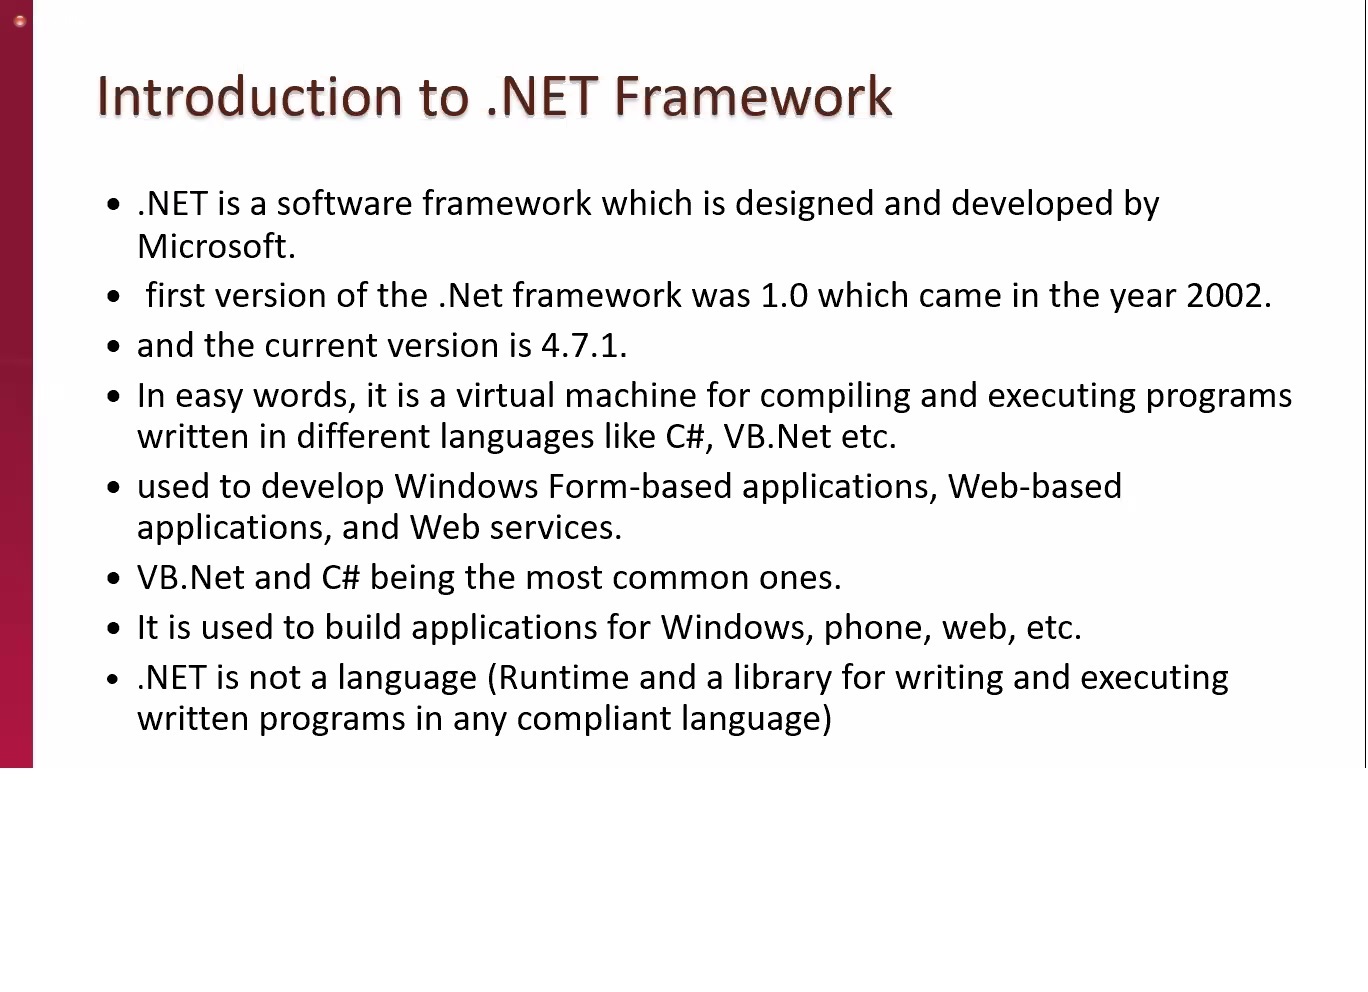 Introduction to .NET Framework
• .NET is a software framework which is designed and developed by
Microsoft.
• first version of the .Net framework was 1.0 which came in the year 2002.
• and the current version is 4.7.1.
• In easy words, it is a virtual machine for compiling and executing programs
written in different languages like C#, VB.Net etc.
• used to develop Windows Form-based applications, Web-based
applications, and Web services.
• VB.Net and C# being the most common ones.
• It is used to build applications for Windows, phone, web, etc.
• .NET is not a language (Runtime and a library for writing and executing
written programs in any compliant language)